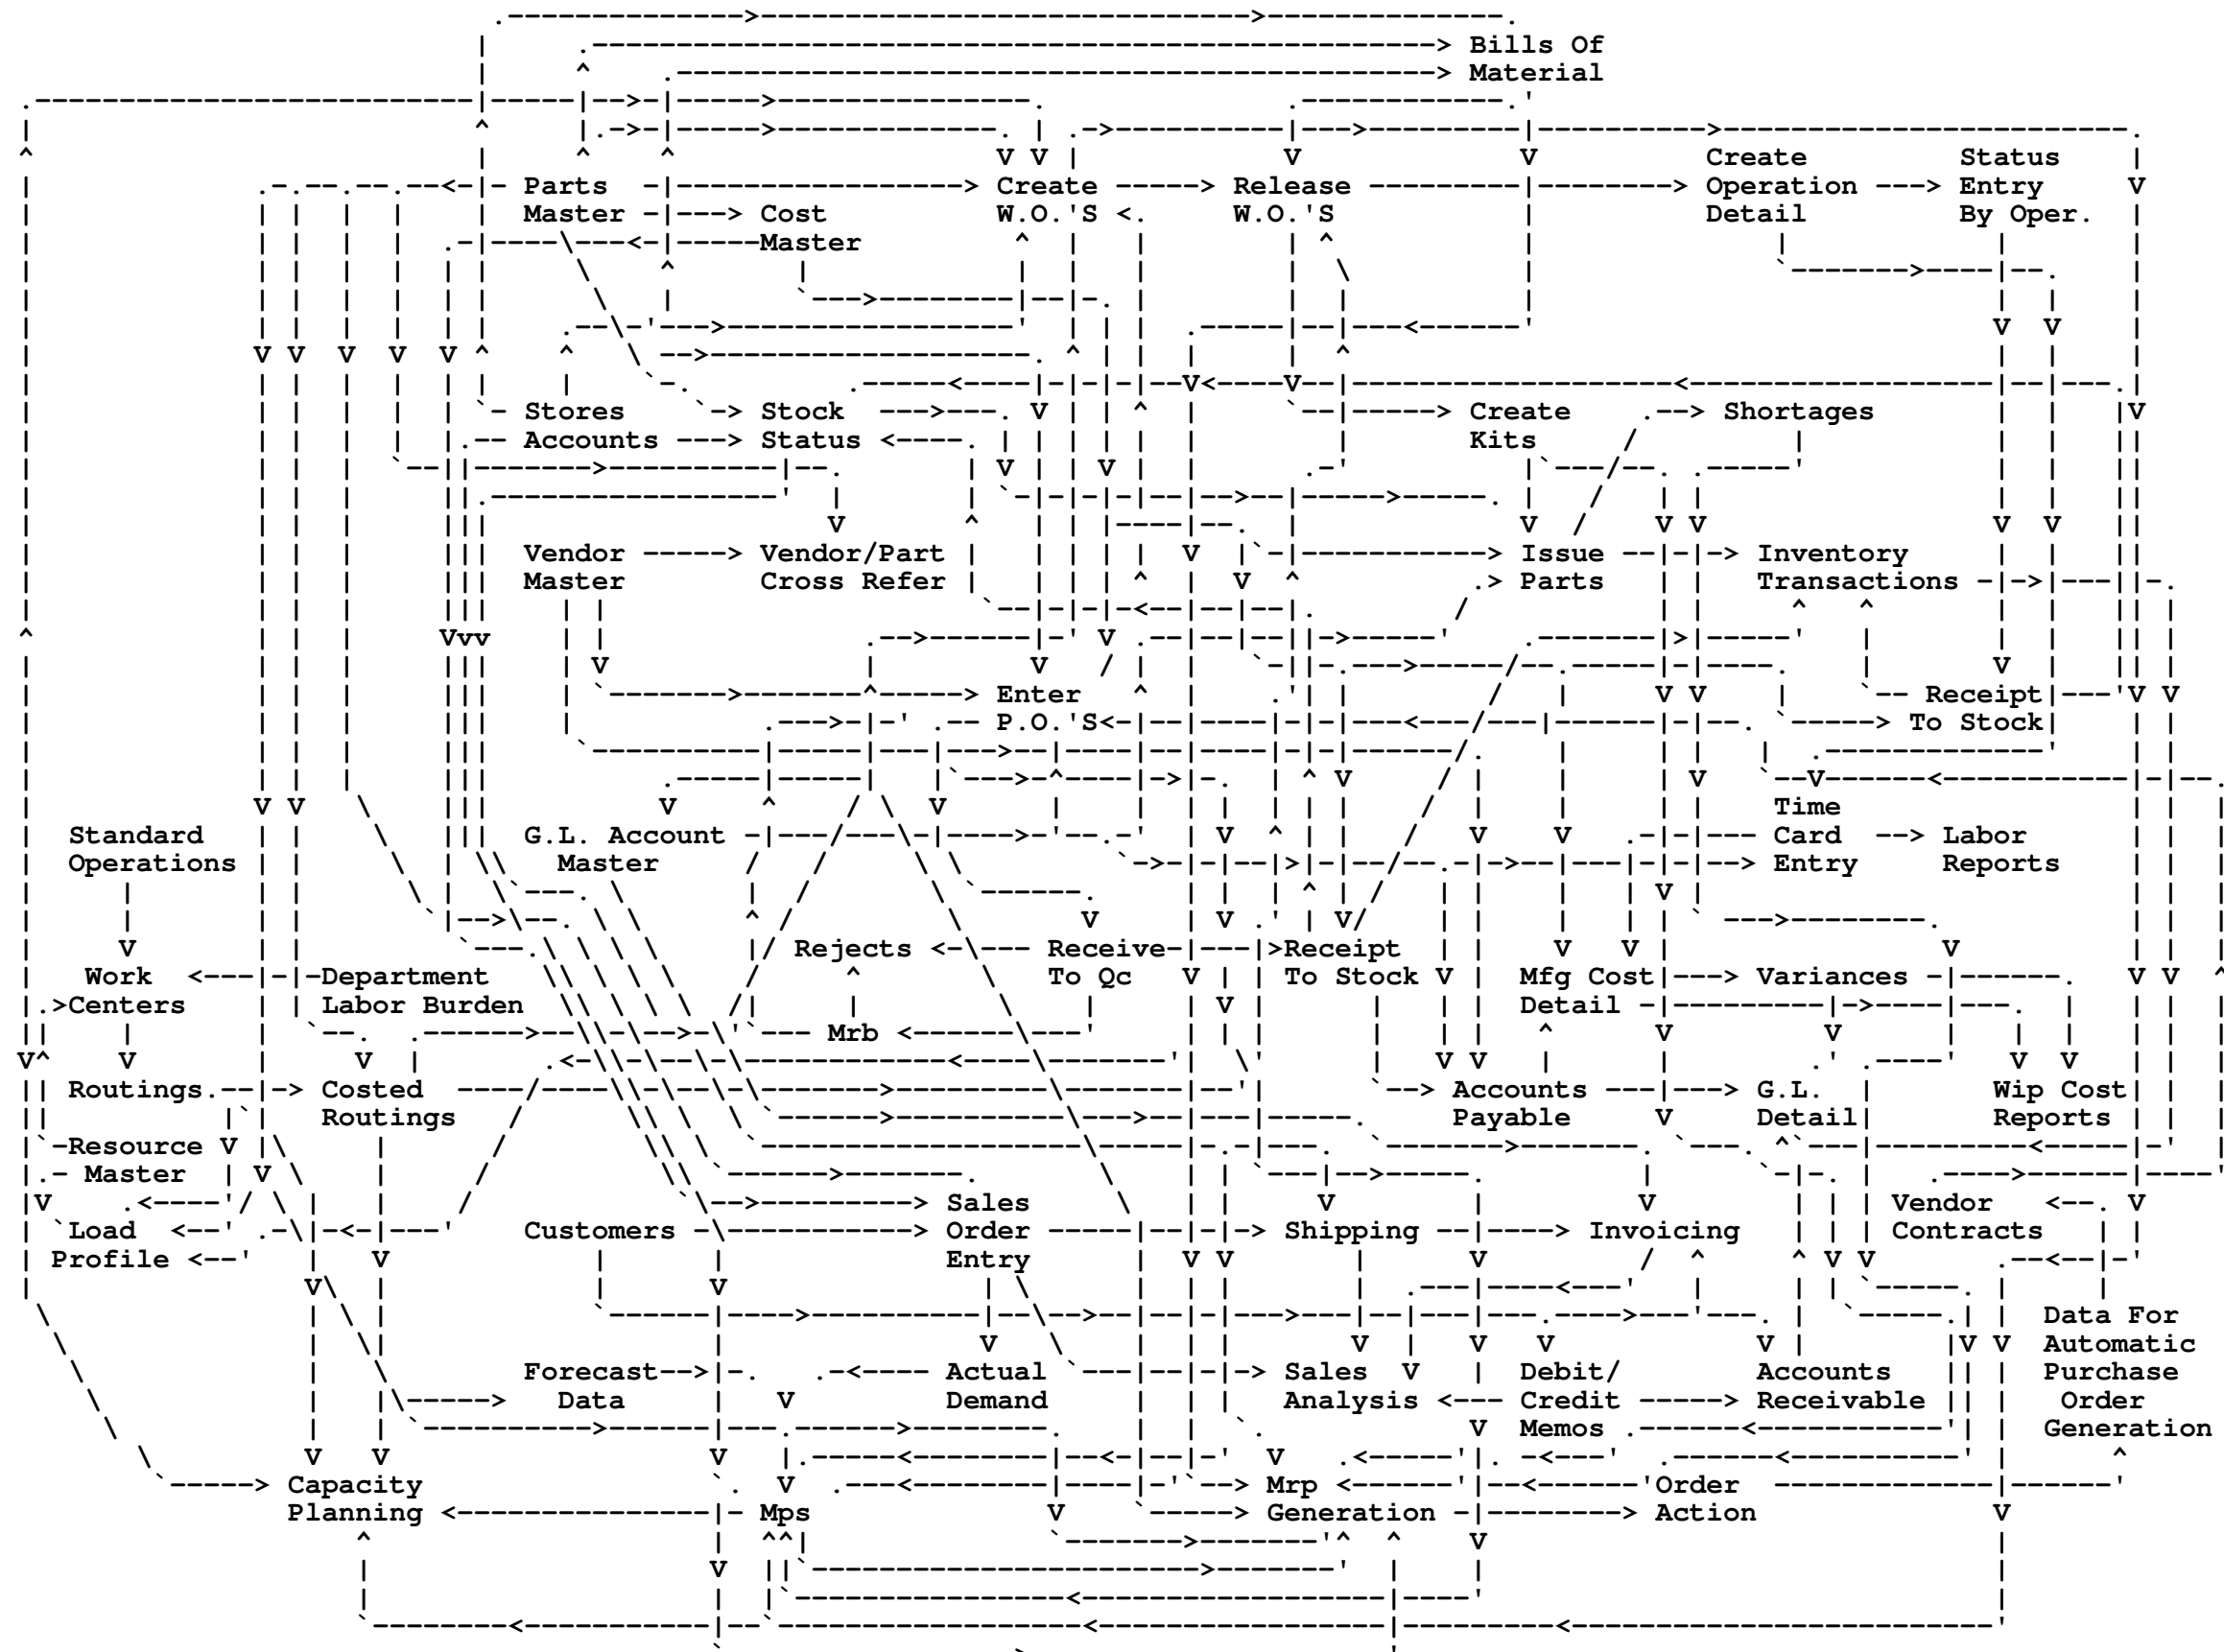 Bills Of
Material
Create Status
Parts Create Release Operation Entry
Master Cost W.O.'S W.O.'S Detail By Oper.
Master
Stores Stock Create Shortages
Accounts Status Kits
Vendor Vendor/Part Issue Inventory
Master Cross Refer Parts Transactions
Enter Receipt
P.O.'S To Stock
Time
Standard G.L. Account Card Labor
Operations Master Entry Reports
Rejects Receive Receipt
Work Department To Qc To Stock Mfg Cost Variances
Centers Labor Burden Detail
Mrb
Routings Costed Accounts G.L. Wip Cost
Routings Payable Detail Reports
Resource
Master
Sales Vendor
Load Customers Order Shipping Invoicing Contracts
Profile Entry
Data For
Automatic
Forecast Actual Sales Debit/ Accounts Purchase
Data Demand Analysis Credit Receivable Order
Memos Generation
Capacity Mrp Order
Planning Mps Generation Action